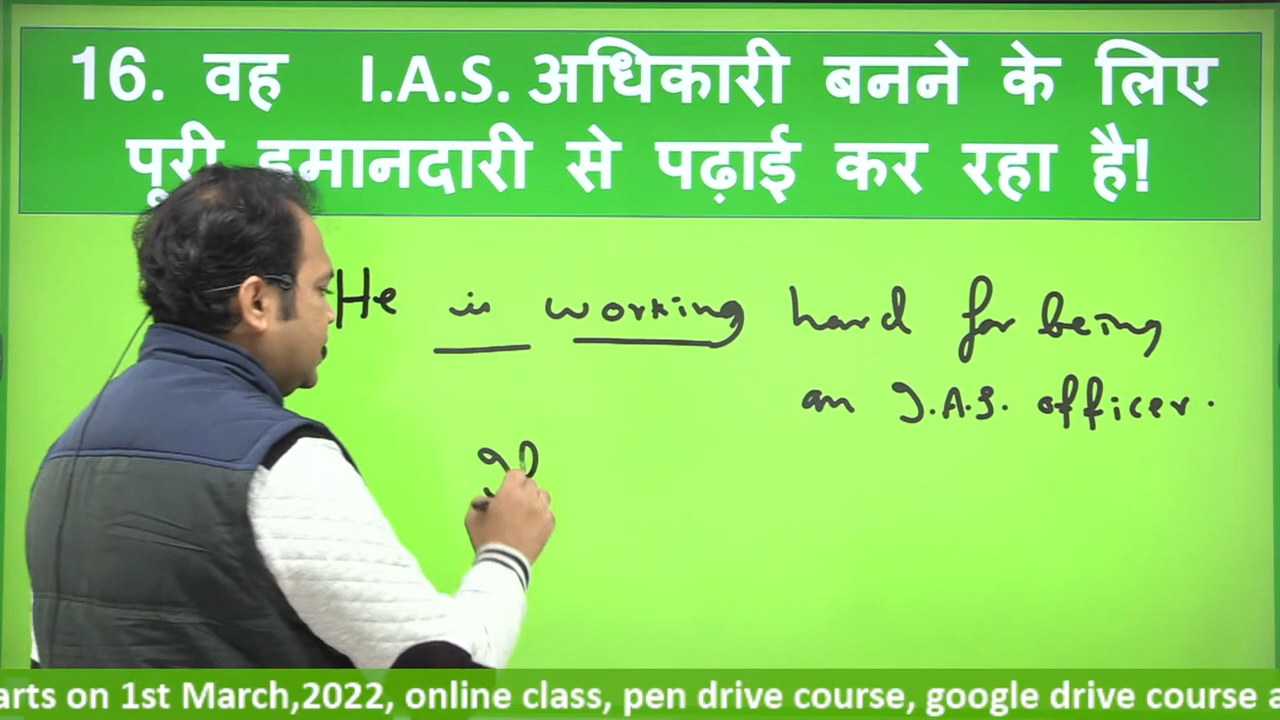 16. वह I.A.S. अधिकारी बनने के लिए
पूरी इमानदारी से पढ़ाई कर रहा है!
He is working hard for being
an I.A.S. officer.
arts on 1st March,2022, online class, pen drive course, google drive course a